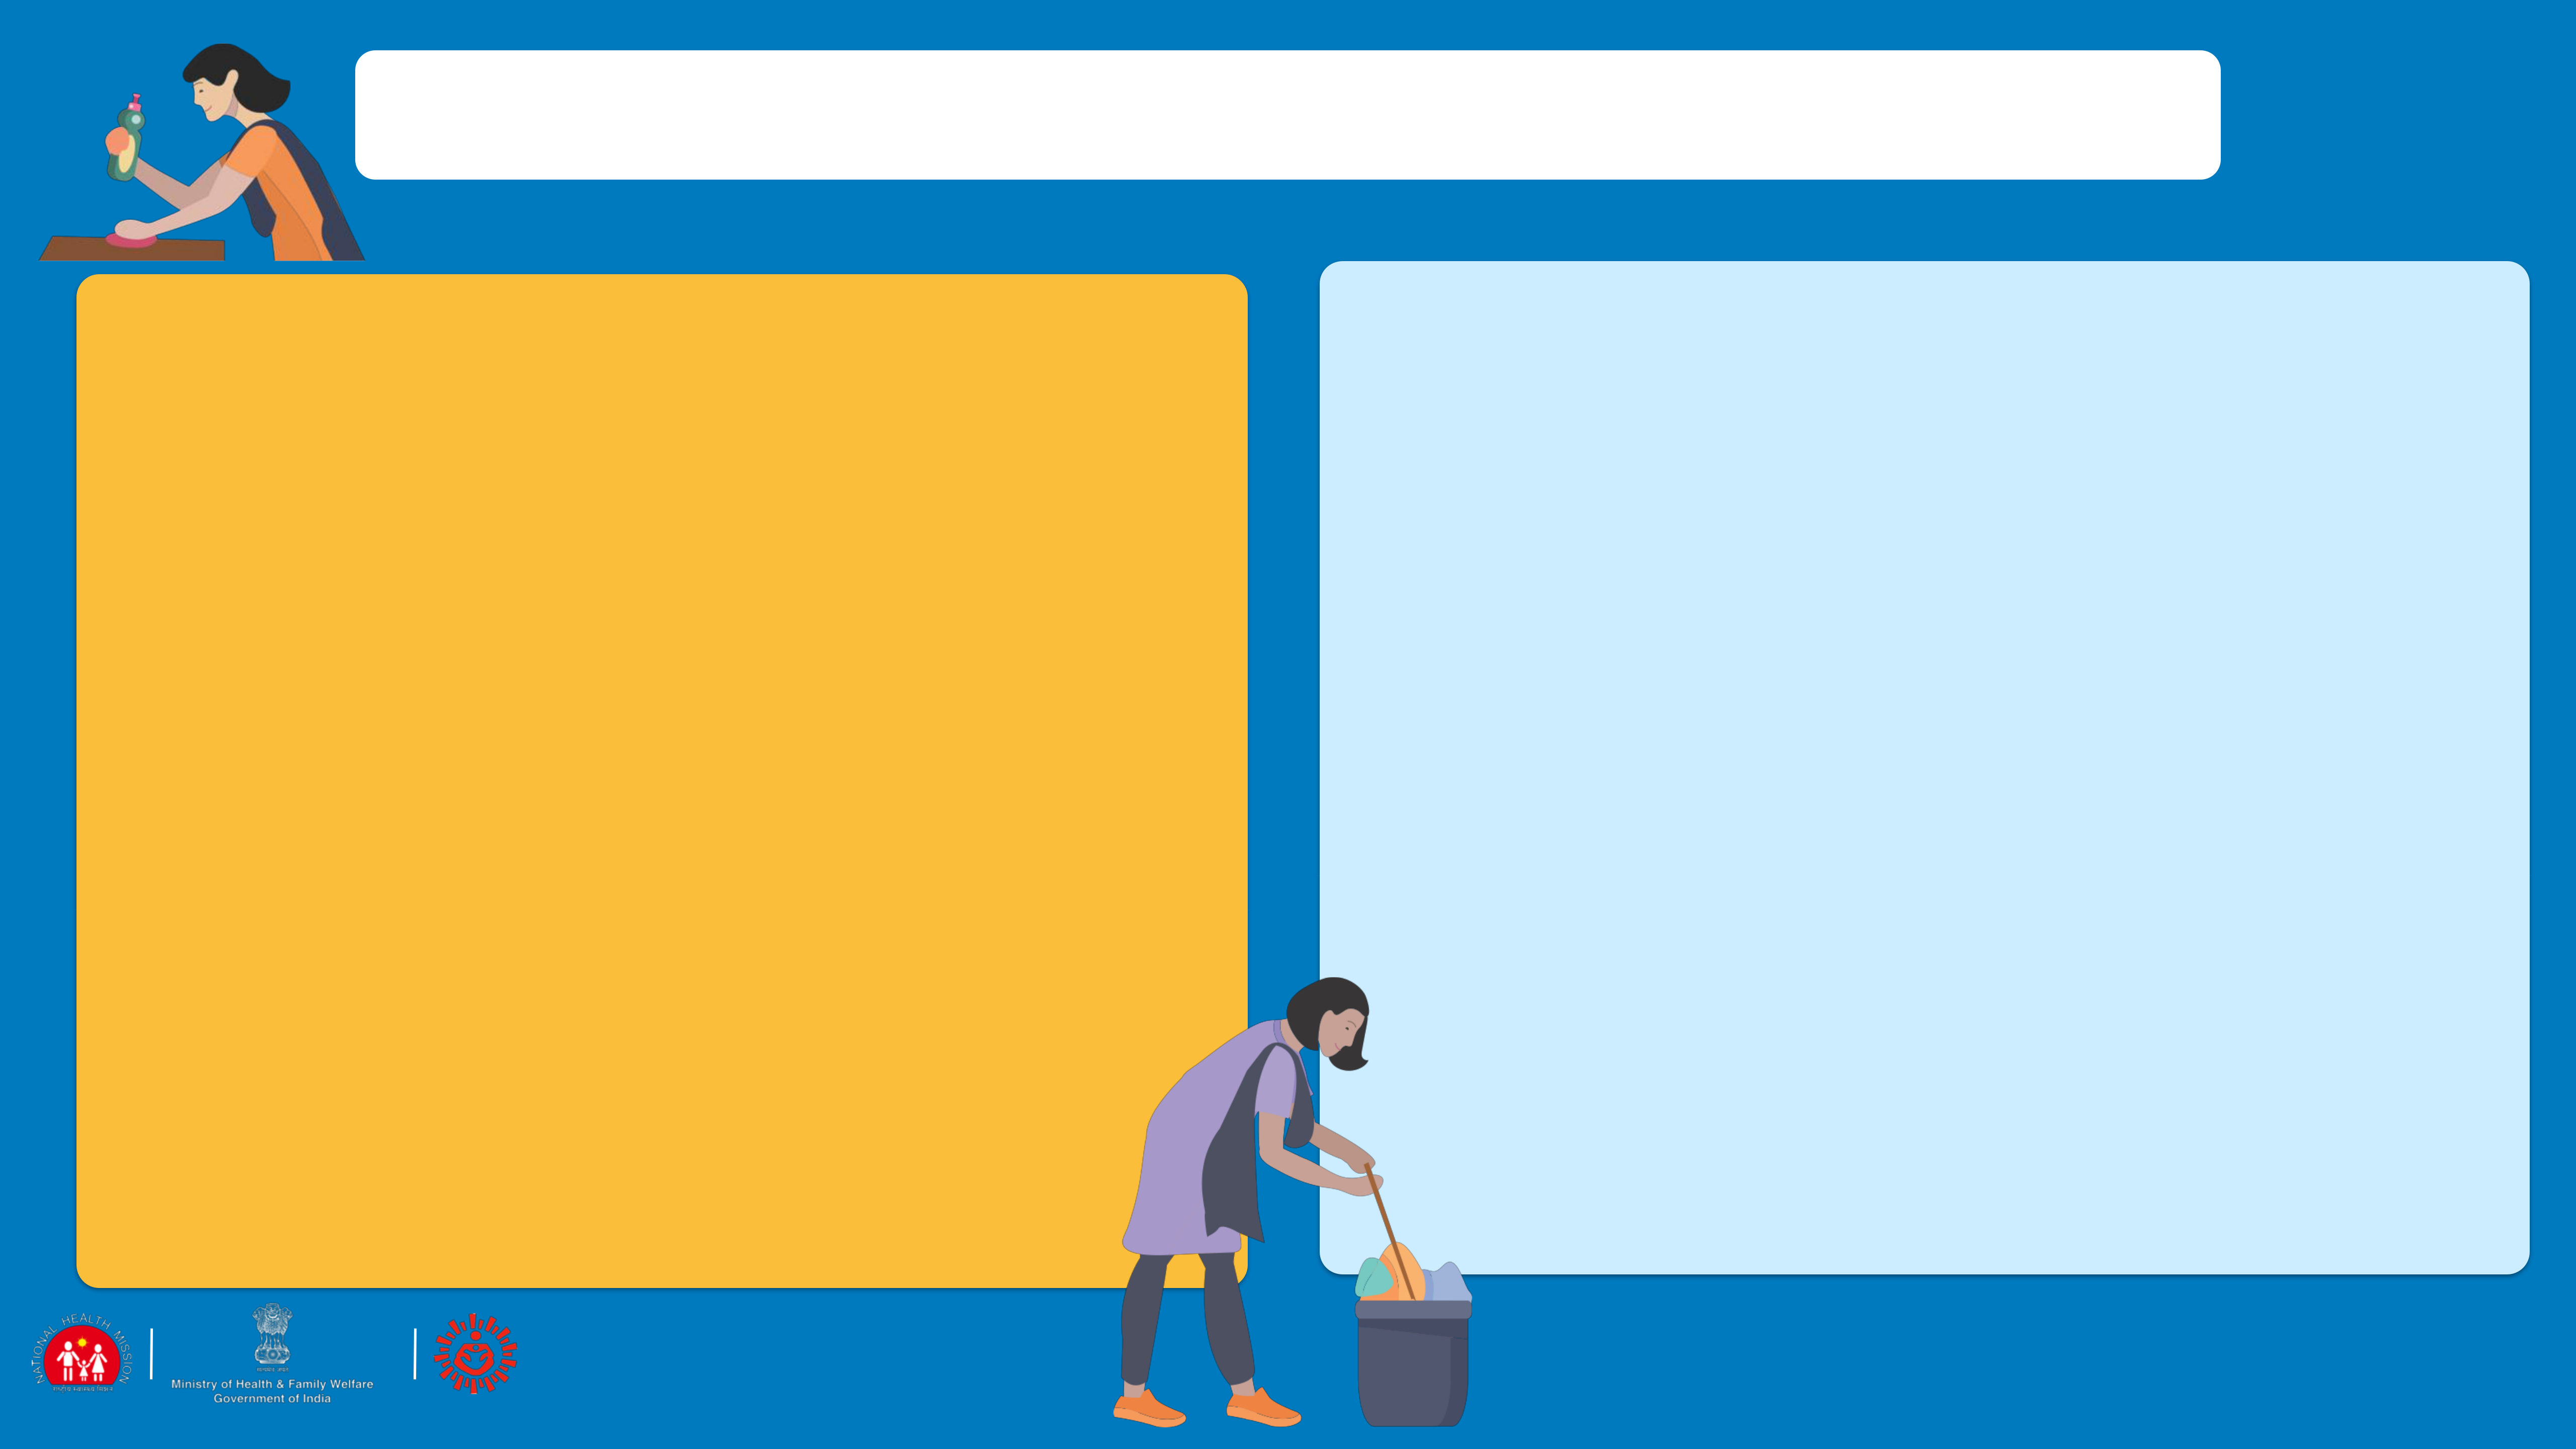 NATIONAL HEALTH MISSION
Ministry of Health & Family Welfare
Government of India